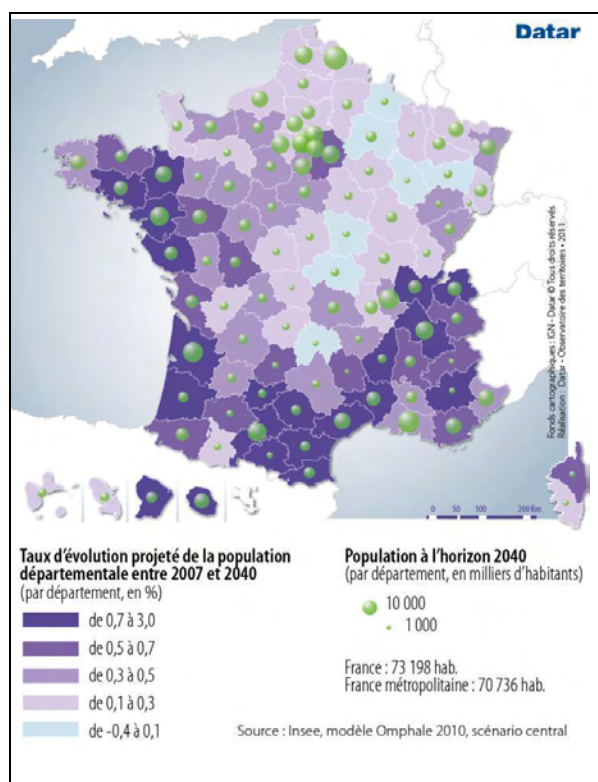 Datar
Fonds cartographiques : IGN - Datar © Tous droits réservés
Réalisation : Datar - Observatoire des territoires • 2011
0 50 100 200 Km
Taux d'évolution projeté de la population
départementale entre 2007 et 2040
(par département, en %)
de 0,7 à 3,0
de 0,5 à 0,7
de 0,3 à 0,5
de 0,1 à 0,3
de -0,4 à 0,1
Population à l'horizon 2040
(par département, en milliers d'habitants)
10 000
1 000
France : 73 198 hab.
France métropolitaine : 70 736 hab.
Source : Insee, modèle Omphale 2010, scénario central